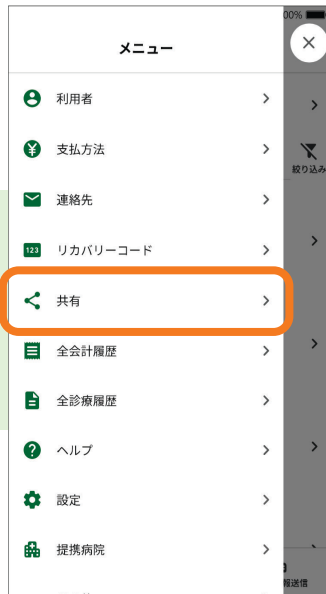 00%
メニュー
利用者
支払方法
絞り込み
連絡先
123
リカバリーコード
共有
全会計履歴
全診療履歴
ヘルプ
設定
提携病院
報送信